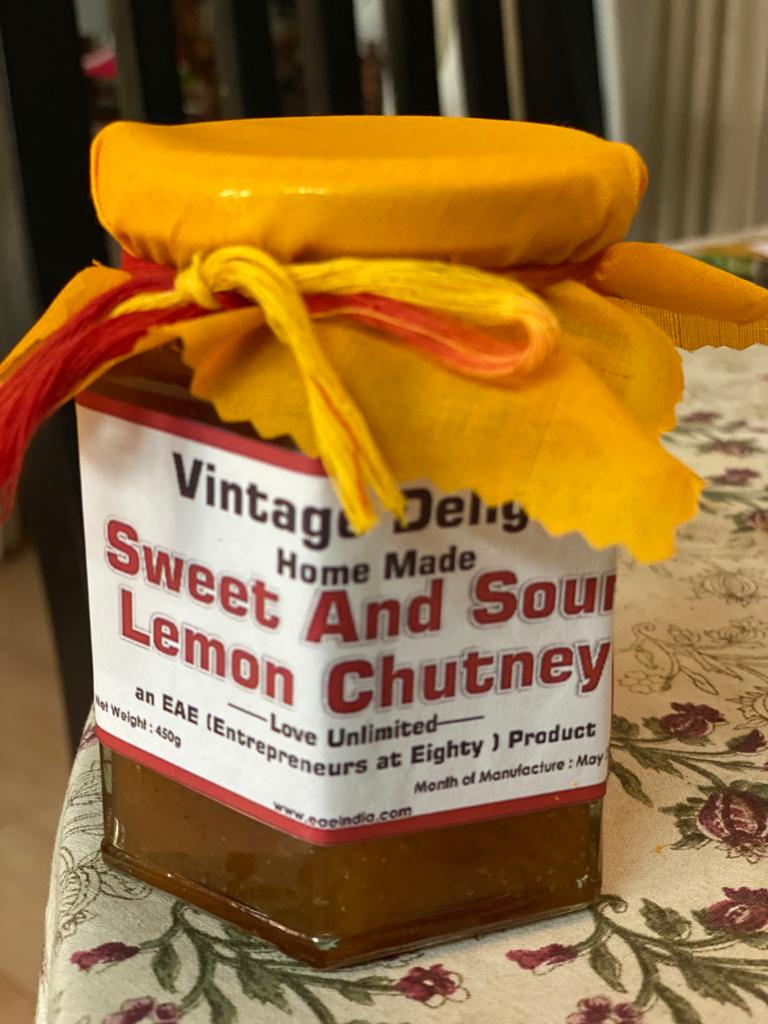 Vintage Delig
Home Made
Sweet And Sour
Lemon Chutney
Love Unlimited
an EAE (Entrepreneurs at Eighty ) Product
Net Weight : 450g
Month of Manufacture : May
www.eaeindia.com